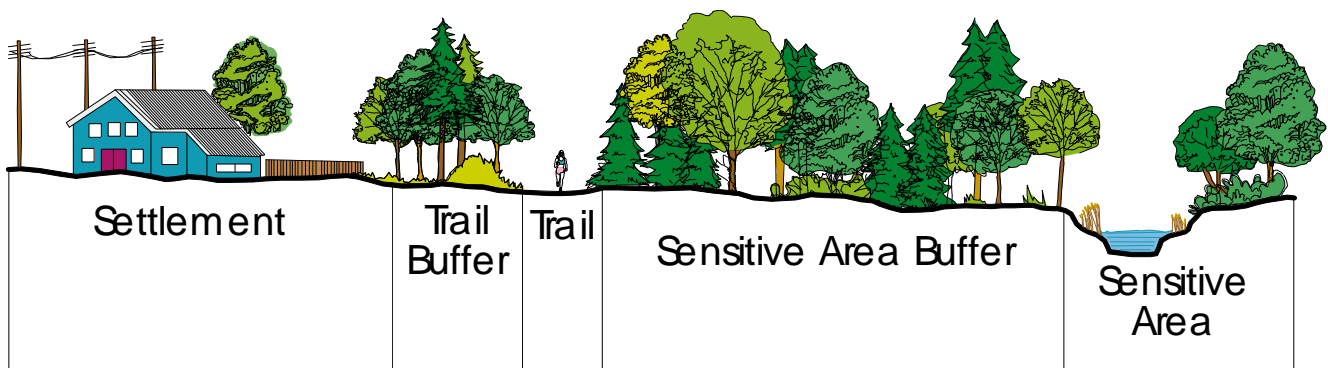 Settlement
Trail
Buffer
Trail
Sensitive Area Buffer
Sensitive
Area